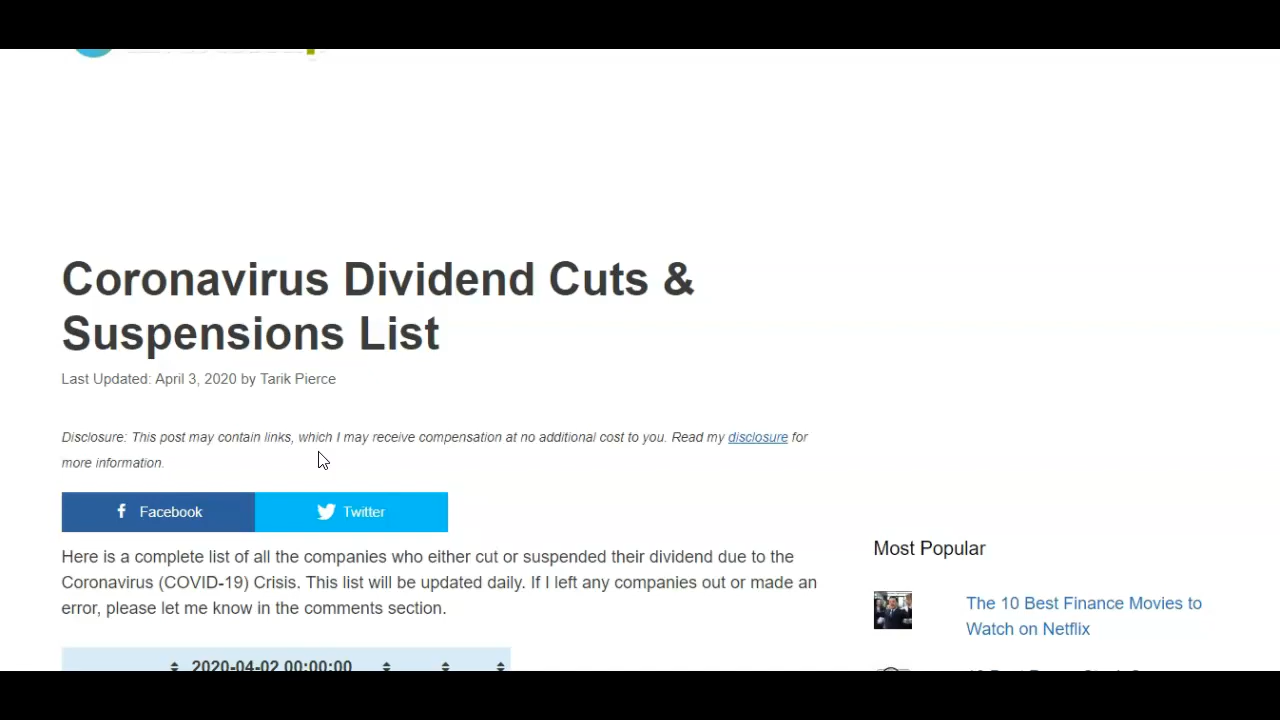 Coronavirus Dividend Cuts &
Suspensions List
Last Updated: April 3, 2020 by Tarik Pierce
Disclosure: This post may contain links, which I may receive compensation at no additional cost to you. Read my disclosure for
more information.
Facebook
Twitter
Here is a complete list of all the companies who either cut or suspended their dividend due to the
Coronavirus (COVID-19) Crisis. This list will be updated daily. If I left any companies out or made an
error, please let me know in the comments section.
2020-04-02 00:00:00
Most Popular
The 10 Best Finance Movies to
Watch on Netflix